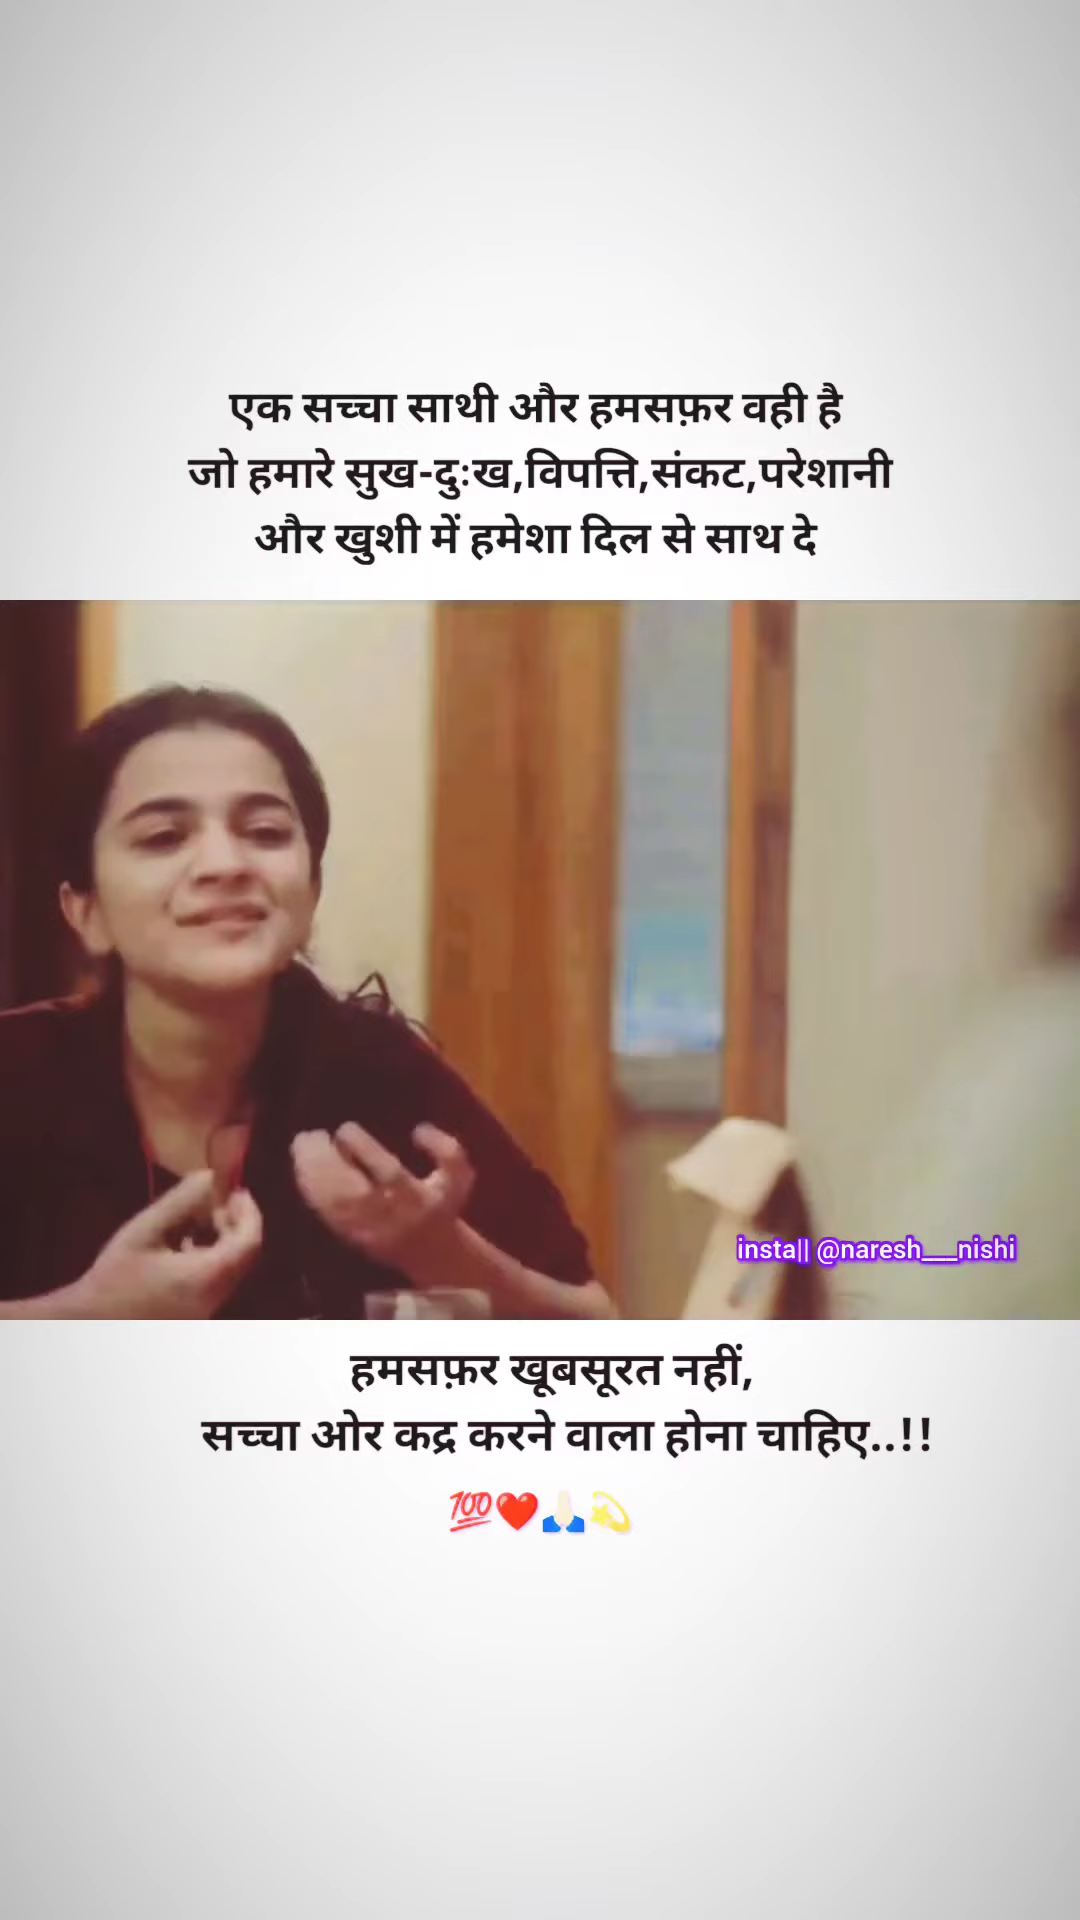 एक सच्चा साथी और हमसफ़र वही है
जो हमारे सुख-दुःख,विपत्ति,संकट,परेशानी
और खुशी में हमेशा दिल से साथ दे
insta|| @naresh___nishi
हमसफ़र खूबसूरत नहीं,
सच्चा ओर कद्र करने वाला होना चाहिए..!!
💯❤️🙏🏻💫